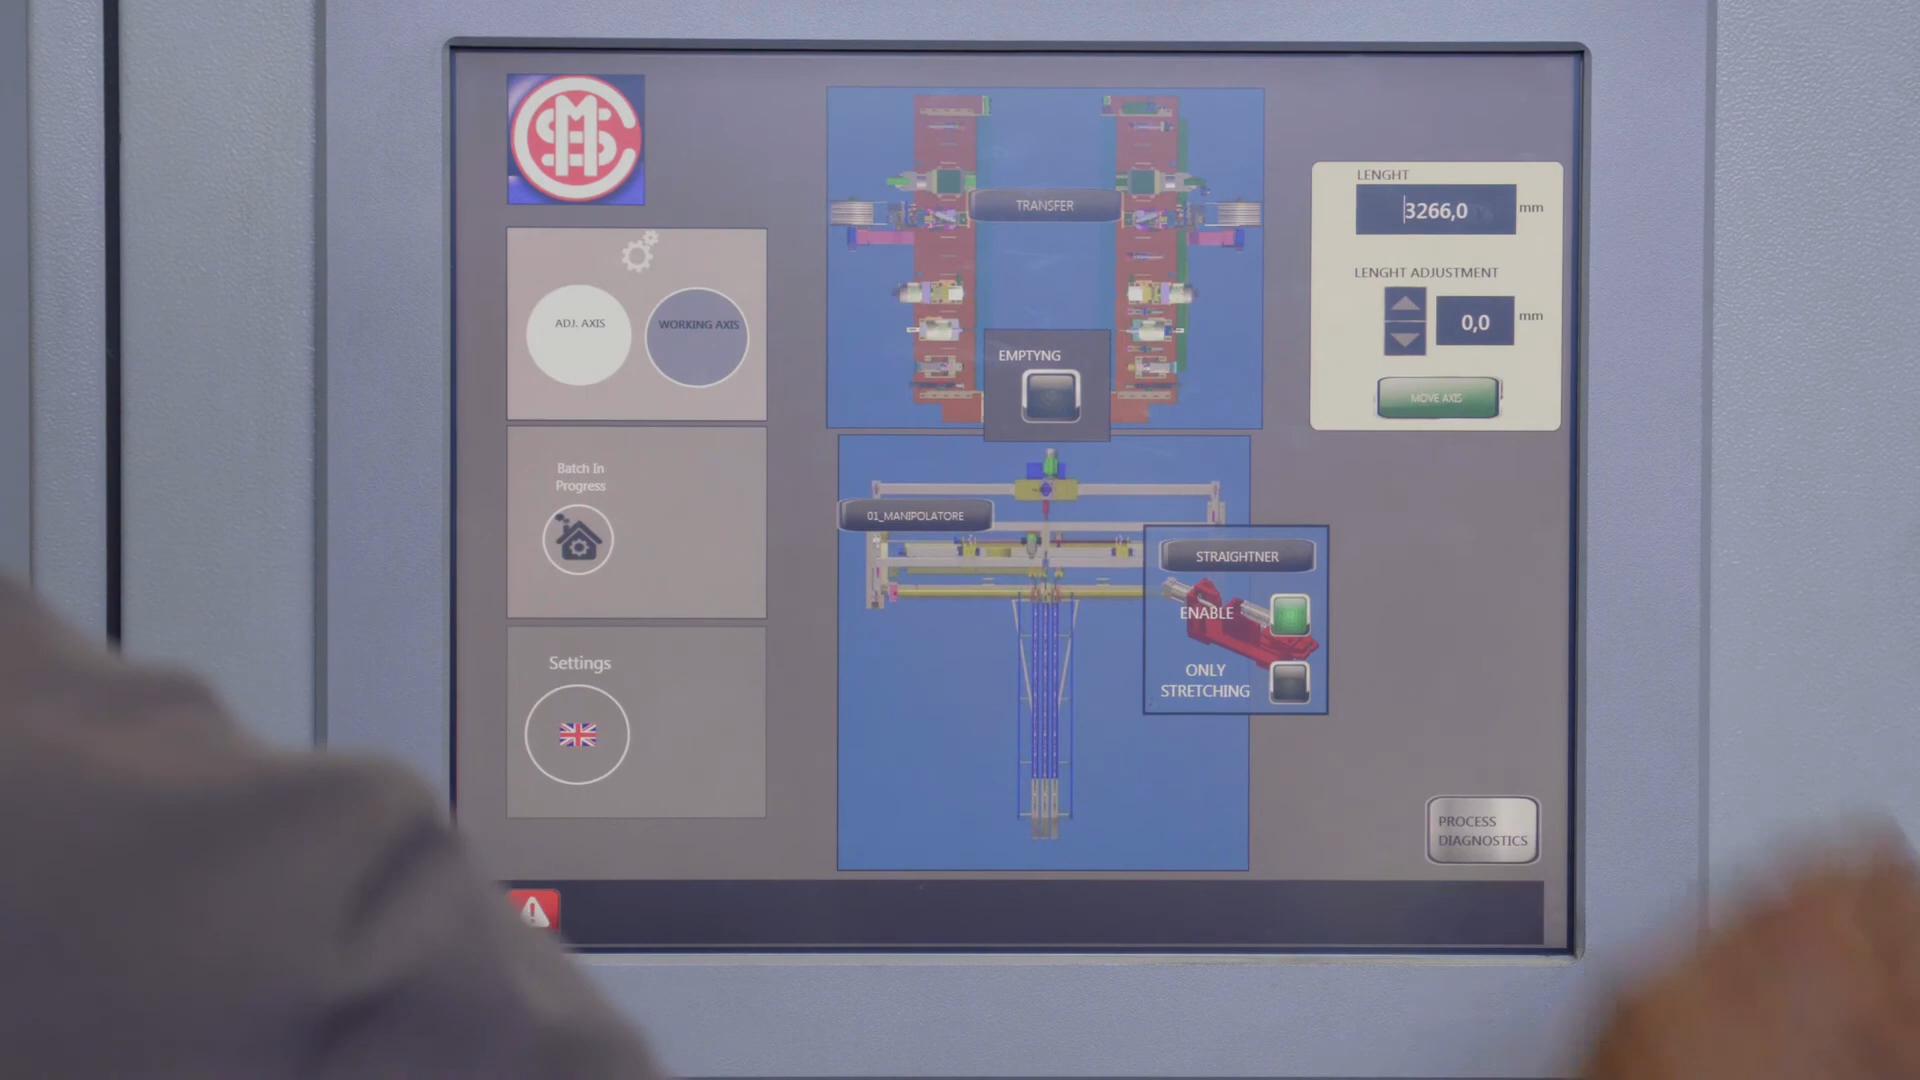 ADJ. AXIS
WORKING AXIS
Batch In
Progress
Settings
TRANSFER
EMPTYNG
01_MANIPOLATORE
STRAIGHTNER
ENABLE
ONLY
STRETCHING
LENGHT
3266,0 mm
LENGHT ADJUSTMENT
0,0 mm
MOVE AXIS
PROCESS
DIAGNOSTICS